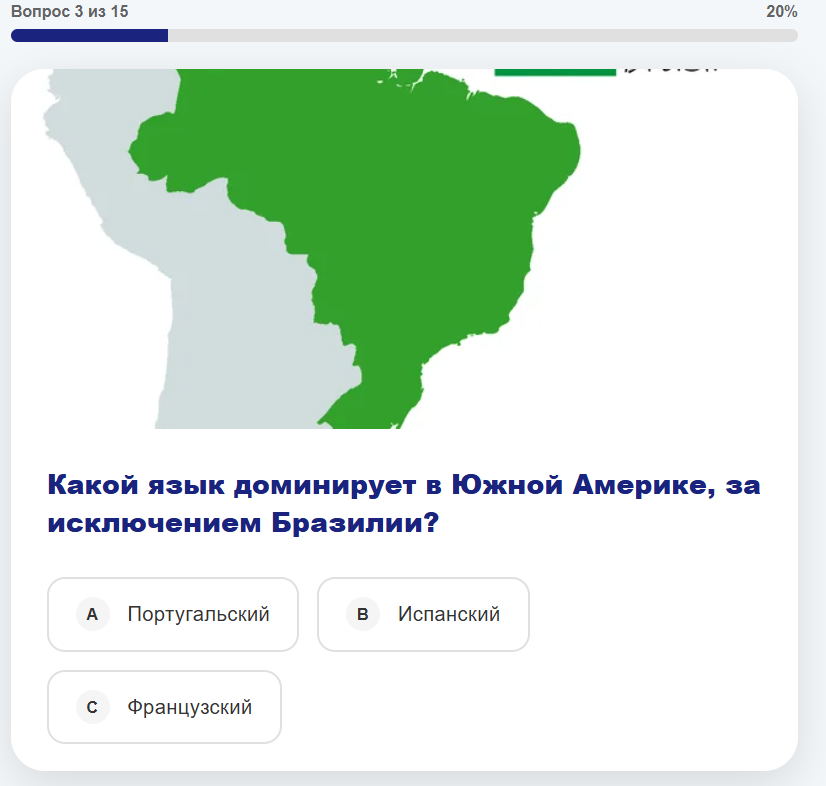 Вопрос 3 из 15
20%
Какой язык доминирует в Южной Америке, за
исключением Бразилии?
A Португальский
B Испанский
C Французский